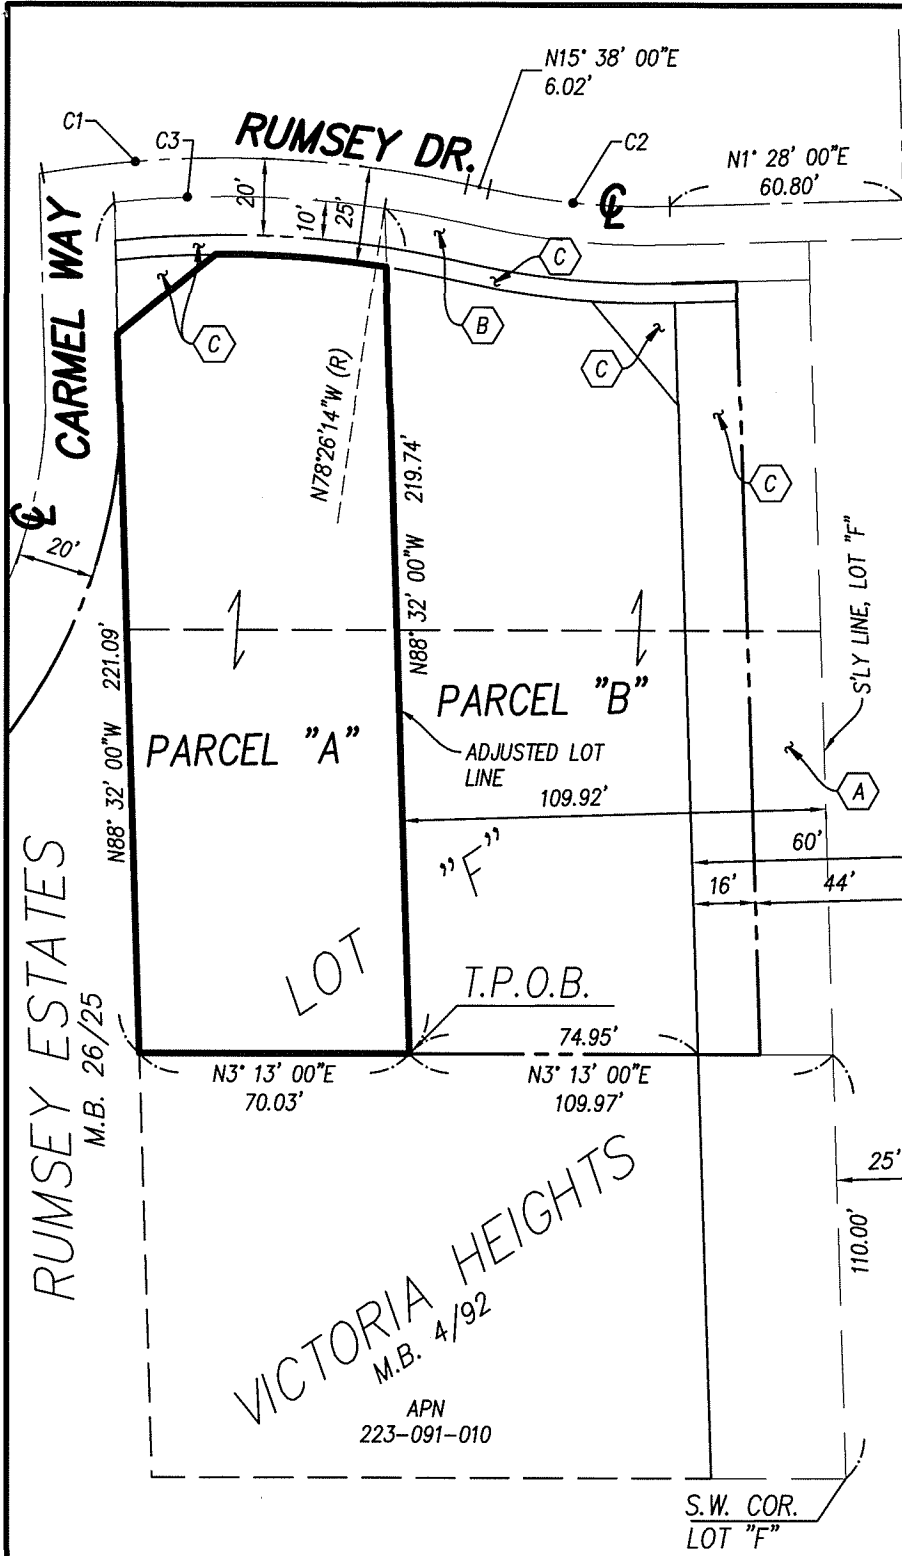 N15° 38' 00"E
6.02'
C1
C3
RUMSEY DR.
C2
N1° 28' 00"E
60.80'
℄
20'
10'
25'
CARMEL WAY
C
B
C
C
C
N78°26'14"W (R)
N88° 32' 00"W 219.74'
℄
20'
S'LY LINE, LOT "F"
N88° 32' 00"W 221.09'
PARCEL "A"
PARCEL "B"
ADJUSTED LOT
LINE
A
109.92'
60'
16'
44'
LOT "F"
RUMSEY ESTATES
M.B. 26/25
T.P.O.B.
74.95'
N3° 13' 00"E
70.03'
N3° 13' 00"E
109.97'
25'
110.00'
VICTORIA HEIGHTS
M.B. 4/92
APN
223-091-010
S.W. COR.
LOT "F"